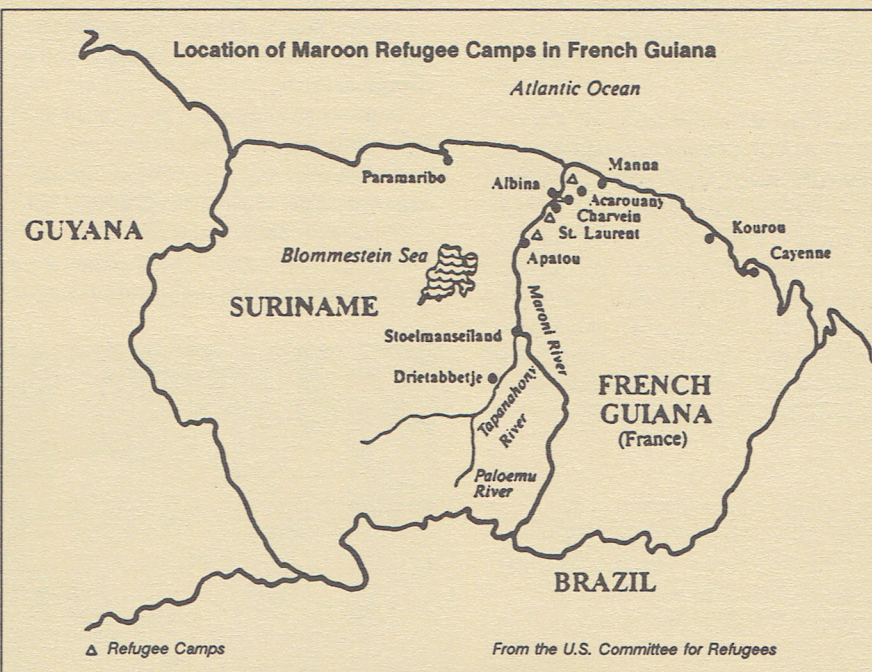 Location of Maroon Refugee Camps in French Guiana
Atlantic Ocean
Manna
Paramaribo
Albina
Acarouany
Charvein
GUYANA
St. Laurent
Kourou
Cayenne
Blommestein Sea
Apatou
SURINAME
Maroni River
Stoelmanseiland
Drietabbetje
FRENCH
GUIANA
(France)
Tapanahony
River
Paloemu
River
BRAZIL
△ Refugee Camps
From the U.S. Committee for Refugees